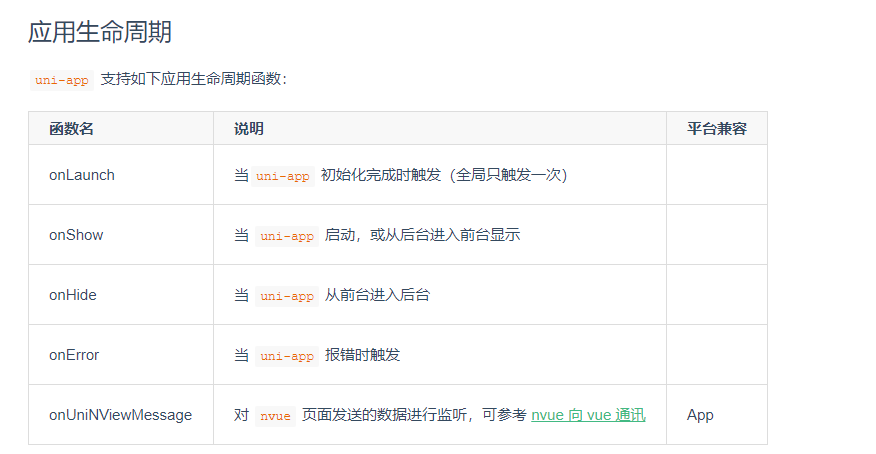 应用生命周期
uni-app 支持如下应用生命周期函数:
函数名 说明 平台兼容
onLaunch 当 uni-app 初始化完成时触发（全局只触发一次）
onShow 当 uni-app 启动，或从后台进入前台显示
onHide 当 uni-app 从前台进入后台
onError 当 uni-app 报错时触发
onUniNViewMessage 对 nvue 页面发送的数据进行监听，可参考 nvue 向 vue 通讯 App